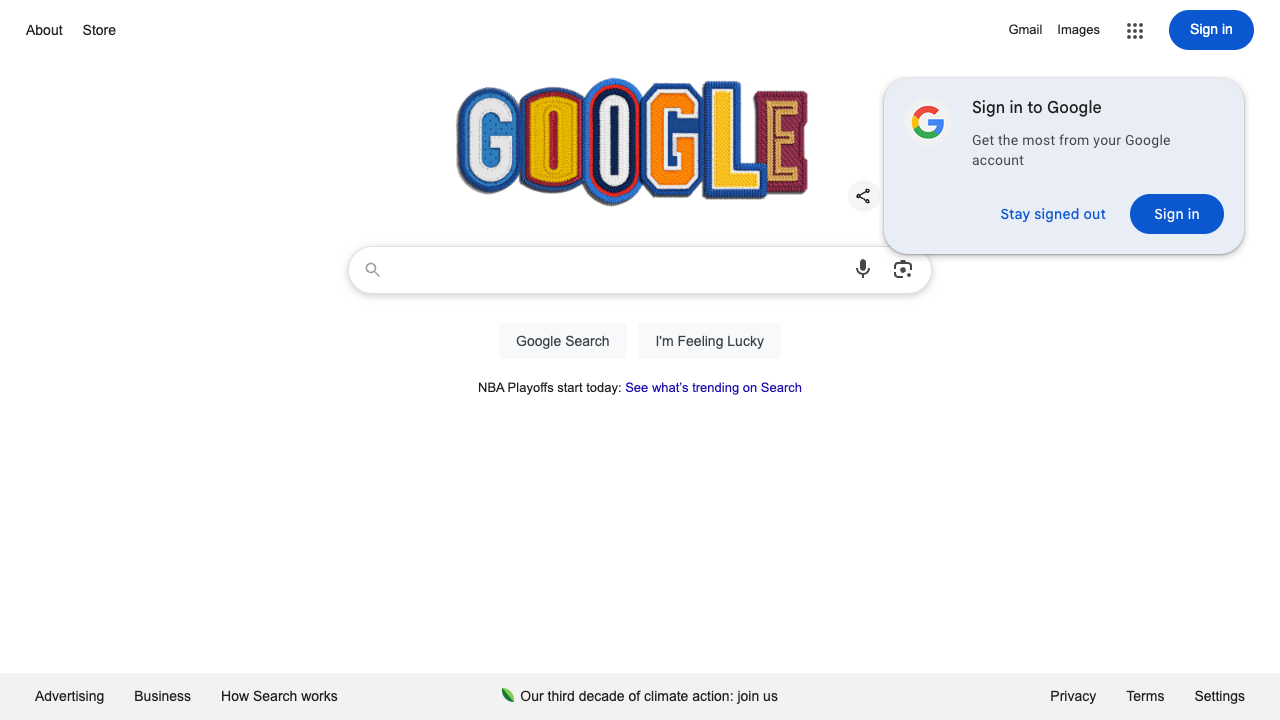 About Store
Gmail Images
Sign in
GOOGLE
Sign in to Google
Get the most from your Google
account
Stay signed out
Sign in
Google Search
I'm Feeling Lucky
NBA Playoffs start today: See what's trending on Search
Advertising Business How Search works
Our third decade of climate action: join us
Privacy Terms Settings